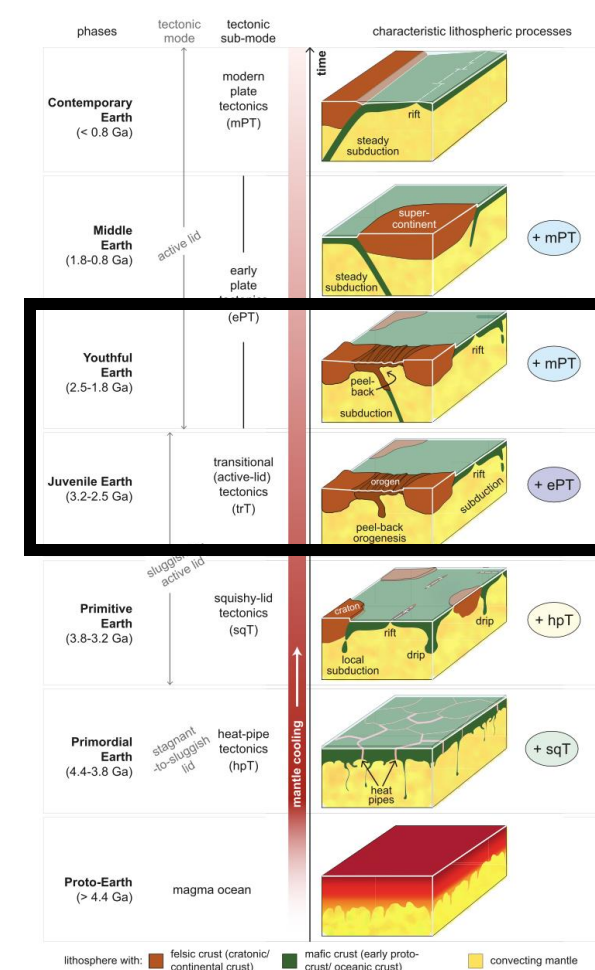 phases
tectonic
mode
tectonic
sub-mode
characteristic lithospheric processes
time
Contemporary
Earth
(< 0.8 Ga)
modern
plate
tectonics
(mPT)
rift
steady
subduction
Middle
Earth
(1.8-0.8 Ga)
active lid
early
plate
tectonics
(ePT)
super-
continent
steady
subduction
+ mPT
Youthful
Earth
(2.5-1.8 Ga)
rift
peel-
back
subduction
+ mPT
Juvenile Earth
(3.2-2.5 Ga)
transitional
(active-lid)
tectonics
(trT)
orogen
rift
subduction
peel-back
orogenesis
+ ePT
sluggish
active lid
Primitive
Earth
(3.8-3.2 Ga)
squishy-lid
tectonics
(sqT)
craton
rift
drip
drip
local
subduction
+ hpT
Primordial
Earth
(4.4-3.8 Ga)
stagnant
-to-sluggish
lid
heat-pipe
tectonics
(hpT)
mantle cooling
heat
pipes
+ sqT
Proto-Earth
(> 4.4 Ga)
magma ocean
lithosphere with:
felsic crust (cratonic/
continental crust)
mafic crust (early proto-
crust/ oceanic crust)
convecting mantle